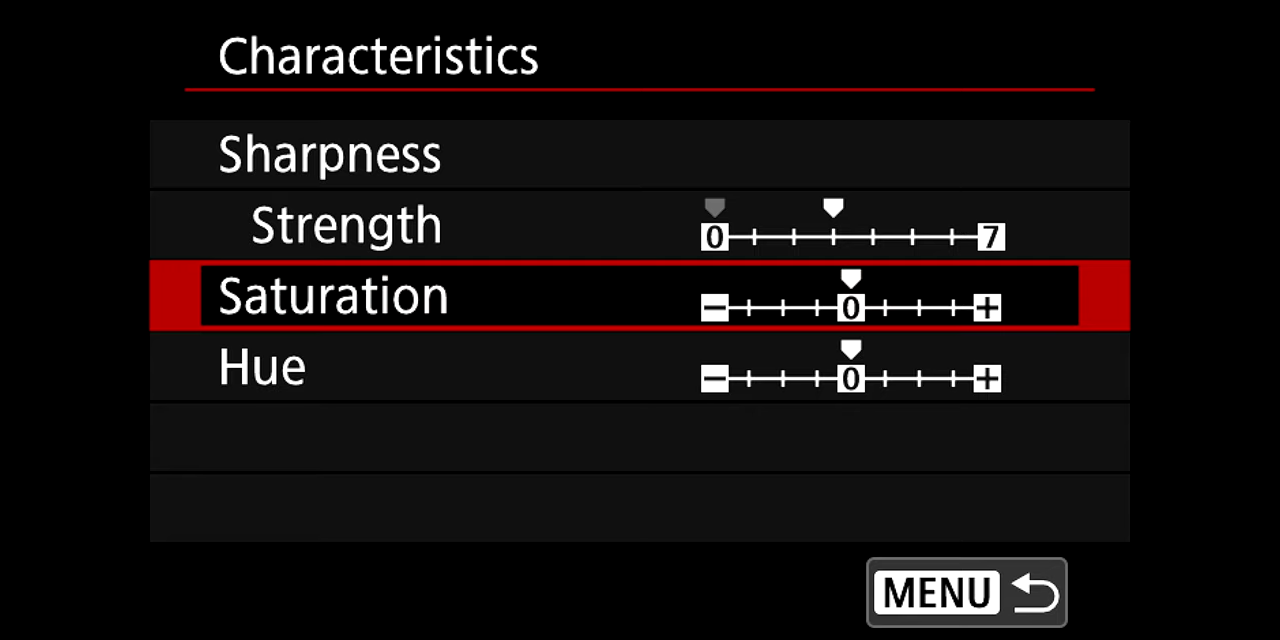 Characteristics
Sharpness
Strength 0 7
Saturation − 0 +
Hue − 0 +
MENU